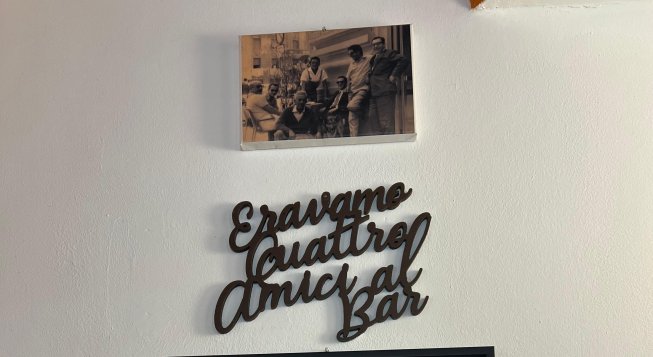 Eravamo
Quattro
Amici al
Bar